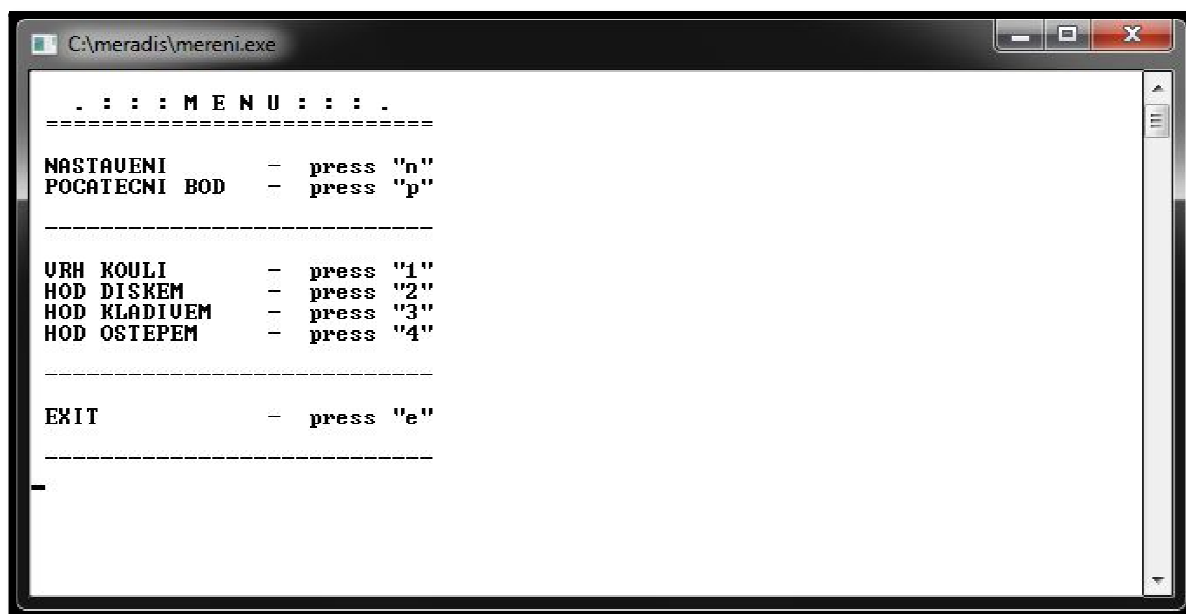 C:\meradis\mereni.exe
. : : : M E N U : : : .
============================
NASTAVENI - press "n"
POCATECNI BOD - press "p"
----------------------------
VRH KOULI - press "1"
HOD DISKEM - press "2"
HOD KLADIVEM - press "3"
HOD OSTEPEM - press "4"
----------------------------
EXIT - press "e"
----------------------------